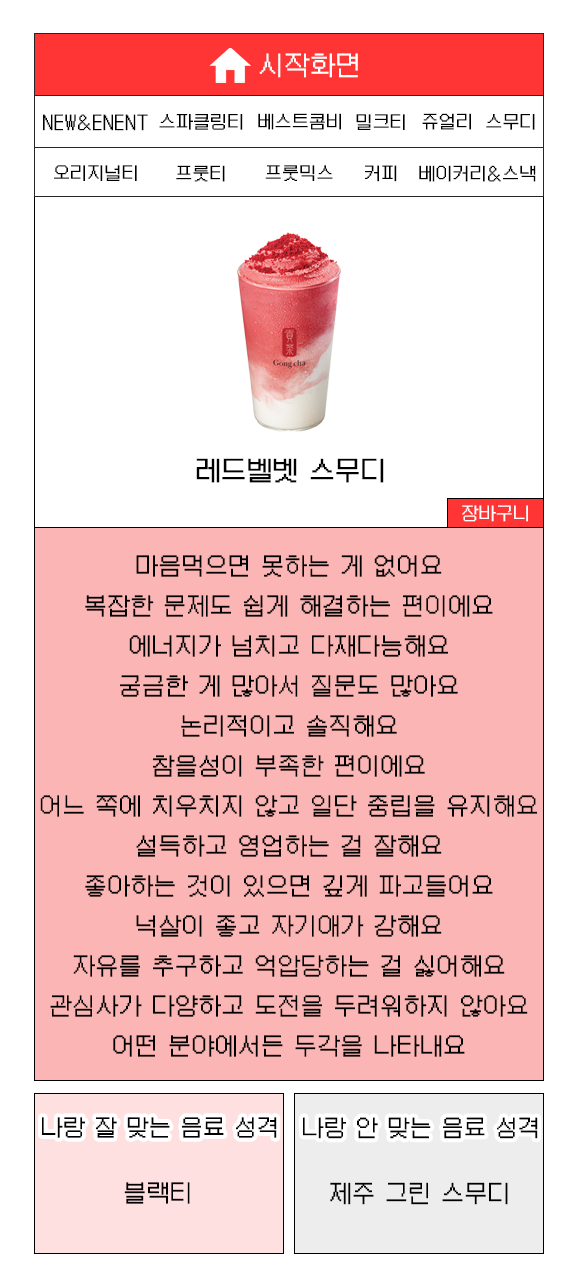 시작화면
NEW&ENENT 스파클링티 베스트콤비 밀크티 쥬얼리 스무디
오리지널티 프룻티 프룻믹스 커피 베이커리&스낵
貢茶
Gong cha
레드벨벳 스무디
장바구니
마음먹으면 못하는 게 없어요
복잡한 문제도 쉽게 해결하는 편이에요
에너지가 넘치고 다재다능해요
궁금한 게 많아서 질문도 많아요
논리적이고 솔직해요
참을성이 부족한 편이에요
어느 쪽에 치우치지 않고 일단 중립을 유지해요
설득하고 영업하는 걸 잘해요
좋아하는 것이 있으면 깊게 파고들어요
넉살이 좋고 자기애가 강해요
자유를 추구하고 억압당하는 걸 싫어해요
관심사가 다양하고 도전을 두려워하지 않아요
어떤 분야에서든 두각을 나타내요
나랑 잘 맞는 음료 성격
블랙티
나랑 안 맞는 음료 성격
제주 그린 스무디